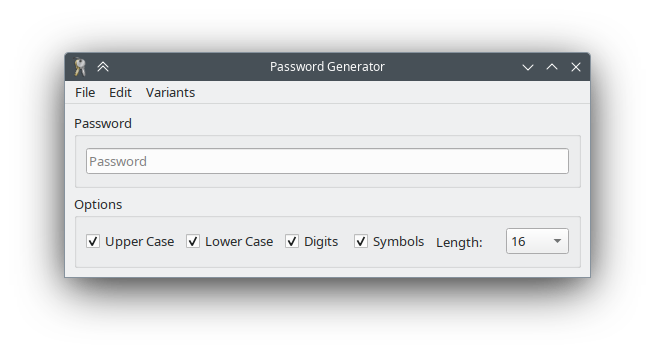 Password Generator
File Edit Variants
Password
Password
Options
Upper Case Lower Case Digits Symbols Length: 16